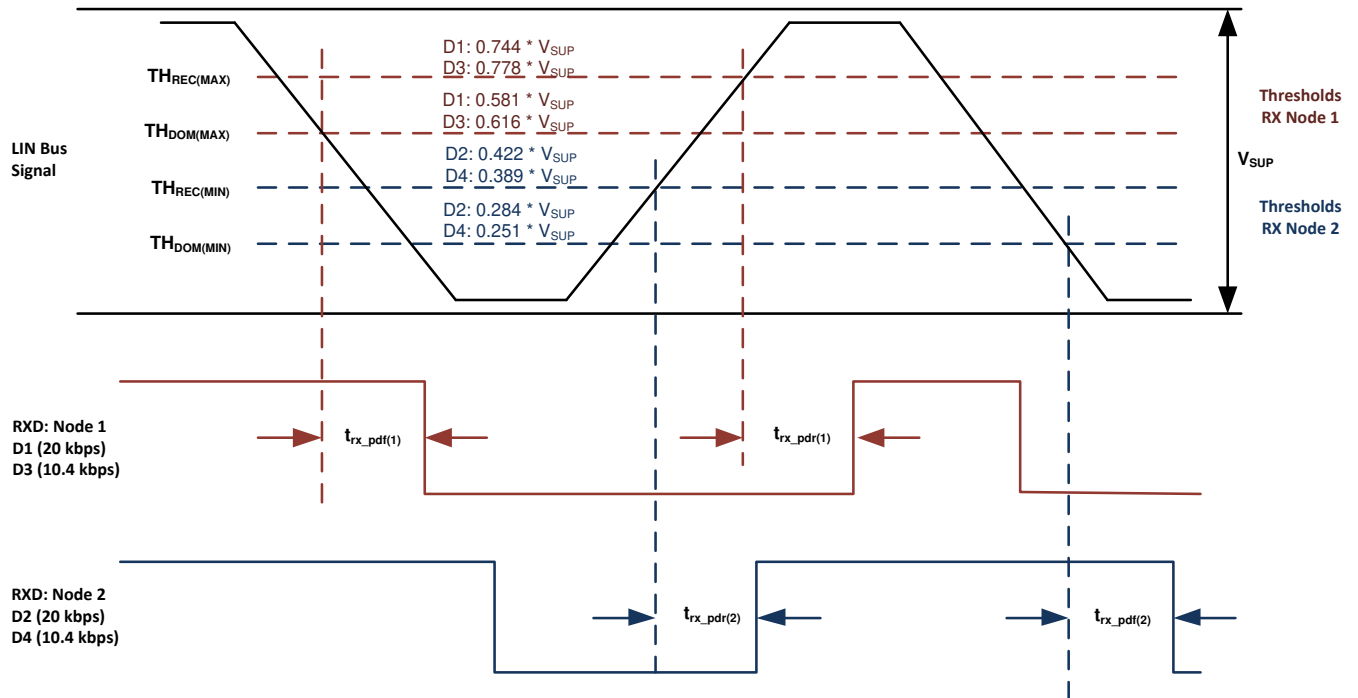 D1: 0.744 * VSUP
THREC(MAX)
D3: 0.778 * VSUP
D1: 0.581 * VSUP
THDOM(MAX)
D3: 0.616 * VSUP
Thresholds
RX Node 1
LIN Bus
Signal
D2: 0.422 * VSUP
THREC(MIN)
D4: 0.389 * VSUP
VSUP
D2: 0.284 * VSUP
THDOM(MIN)
D4: 0.251 * VSUP
Thresholds
RX Node 2
RXD: Node 1
D1 (20 kbps)
D3 (10.4 kbps)
trx_pdf(1)
trx_pdr(1)
RXD: Node 2
D2 (20 kbps)
D4 (10.4 kbps)
trx_pdr(2)
trx_pdf(2)